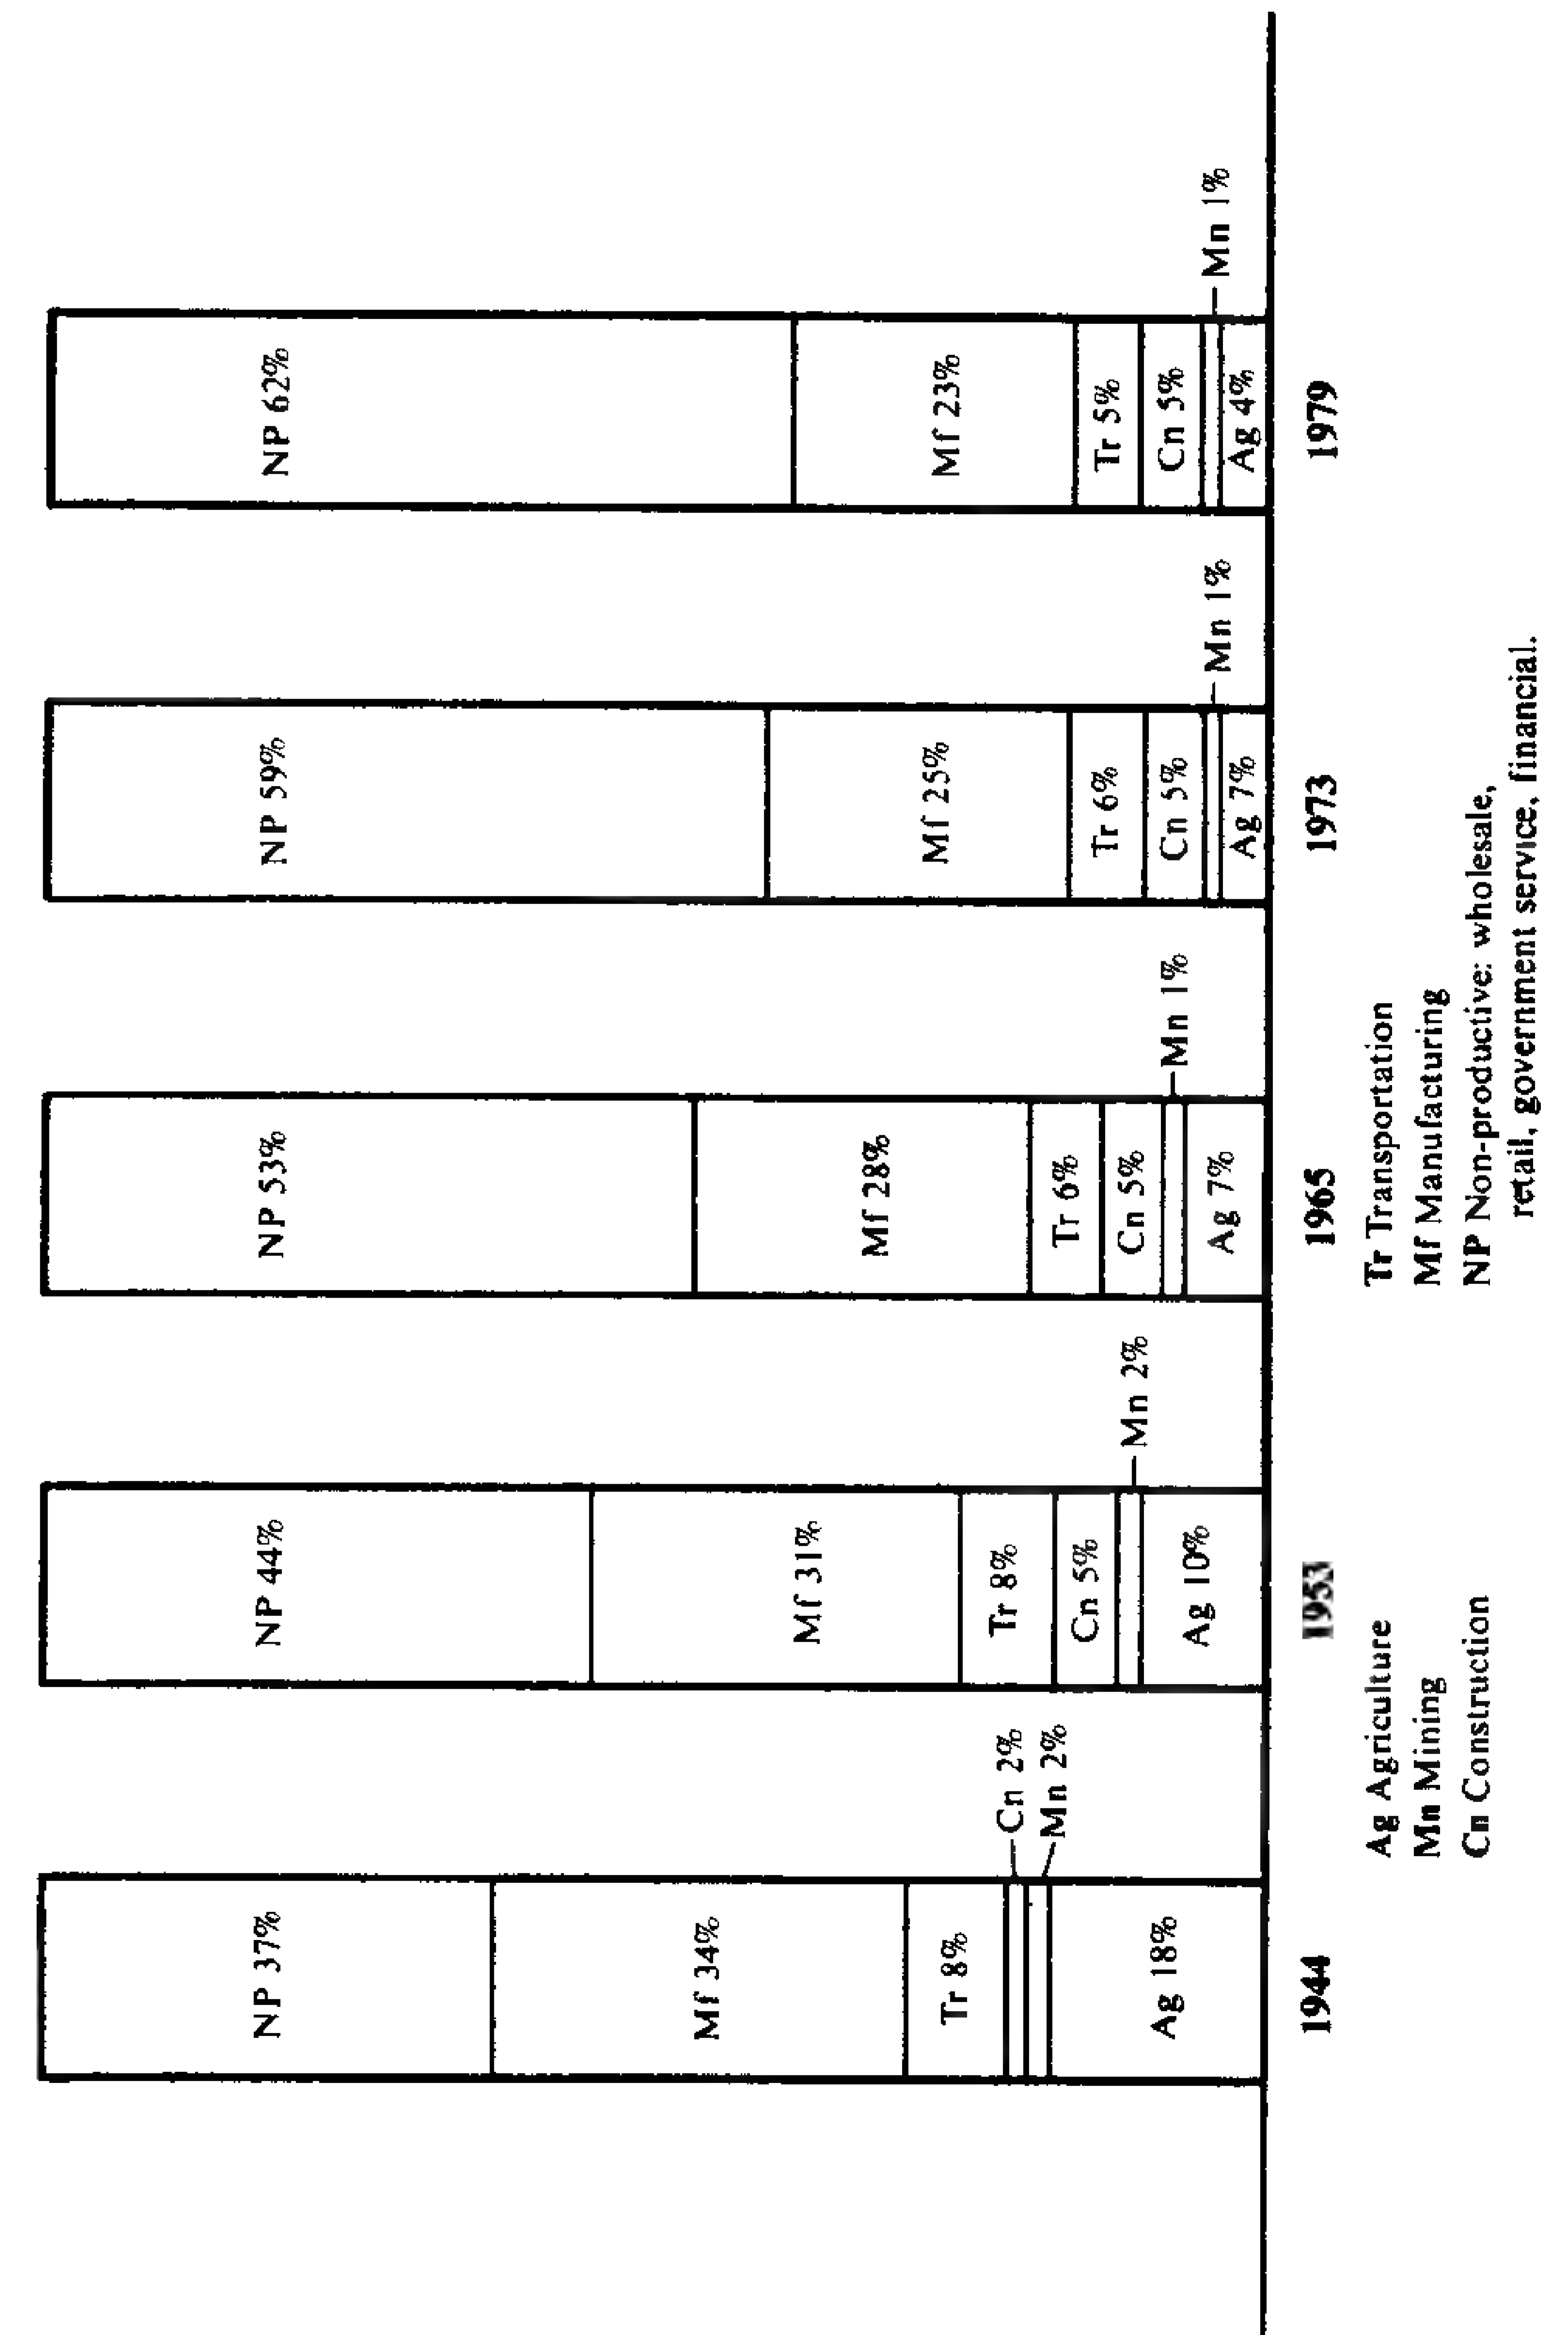 NP 37%
Mf 34%
Tr 8%
Cn 2%
Mn 2%
Ag 18%
1944
NP 44%
Mf 31%
Tr 8%
Cn 5%
Mn 2%
Ag 10%
1953
NP 53%
Mf 28%
Tr 6%
Cn 5%
Mn 1%
Ag 7%
1965
NP 59%
Mf 25%
Tr 6%
Cn 5%
Mn 1%
Ag 7%
1973
NP 62%
Mf 23%
Tr 5%
Cn 5%
Mn 1%
Ag 4%
1979
Ag Agriculture
Mn Mining
Cn Construction
Tr Transportation
Mf Manufacturing
NP Non-productive: wholesale,
retail, government service, financial.